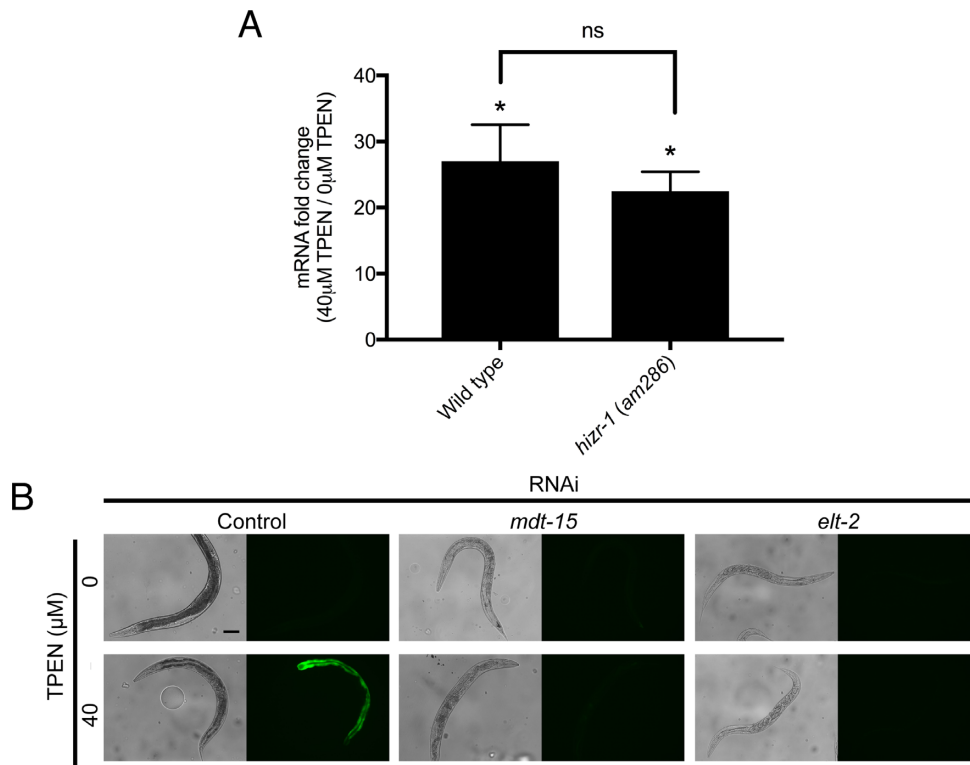 A
ns
mRNA fold change
(40µM TPEN / 0µM TPEN)
40
30
20
10
0
*
*
Wild type
hizr-1 (am286)
B
RNAi
Control
mdt-15
elt-2
TPEN (µM)
0
40